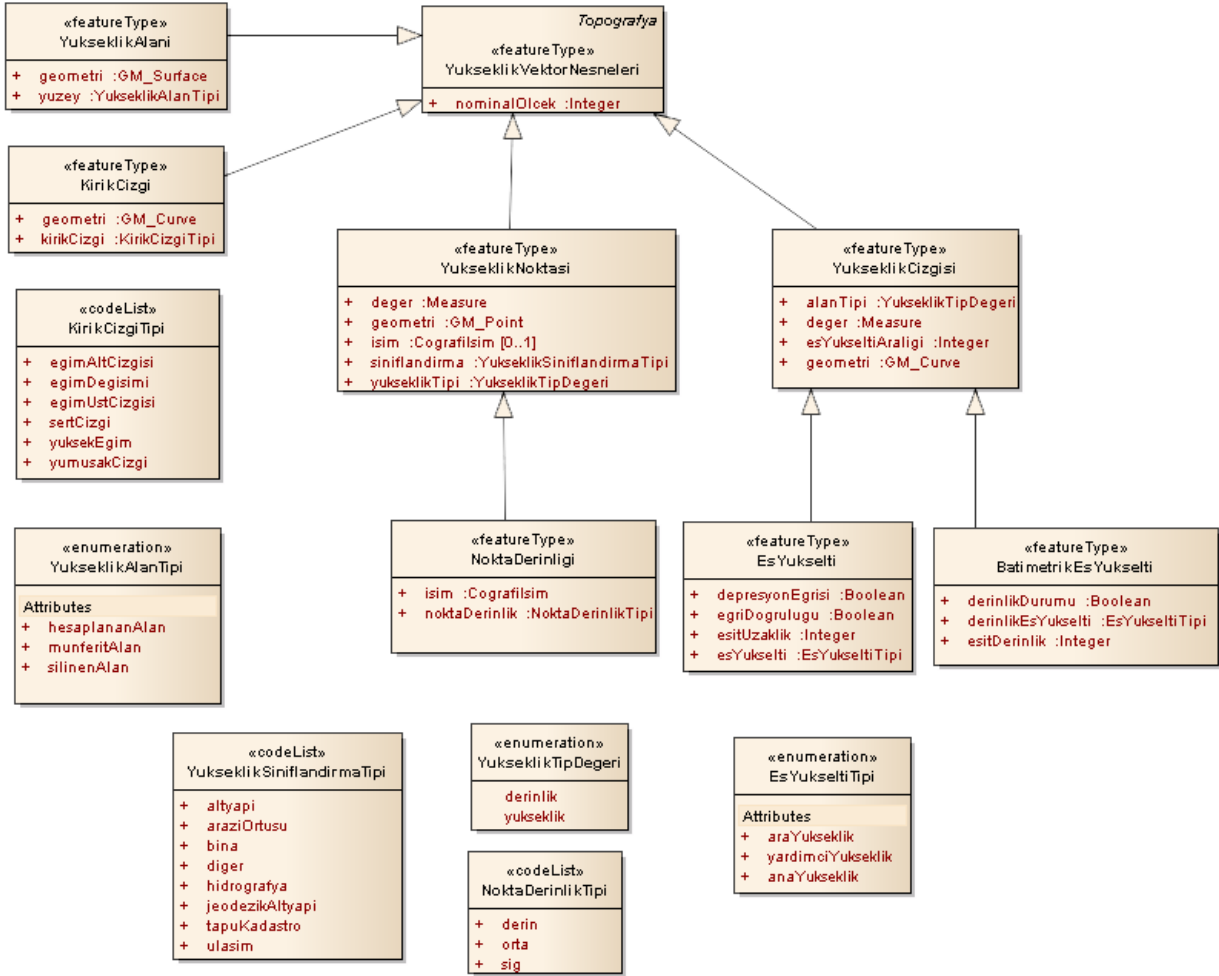 «featureType»
YukseklikAlani
+ geometri :GM_Surface
+ yuzey :YukseklikAlanTipi
Topografya
«featureType»
YukseklikVektorNesneleri
+ nominalOlcek :Integer
«featureType»
KirikCizgi
+ geometri :GM_Curve
+ kirikCizgi :KirikCizgiTipi
«featureType»
YukseklikNoktasi
+ deger :Measure
+ geometri :GM_Point
+ isim :CografiIsim [0..1]
+ siniflandirma :YukseklikSiniflandirmaTipi
+ yukseklikTipi :YukseklikTipDegeri
«featureType»
YukseklikCizgisi
+ alanTipi :YukseklikTipDegeri
+ deger :Measure
+ esYukseltiAraligi :Integer
+ geometri :GM_Curve
«codeList»
KirikCizgiTipi
+ egimAltCizgisi
+ egimDegisimi
+ egimUstCizgisi
+ sertCizgi
+ yuksekEgim
+ yumusakCizgi
«enumeration»
YukseklikAlanTipi
Attributes
+ hesaplananAlan
+ munferitAlan
+ silinenAlan
«featureType»
NoktaDerinligi
+ isim :CografiIsim
+ noktaDerinlik :NoktaDerinlikTipi
«featureType»
EsYukselti
+ depresyonEgrisi :Boolean
+ egriDogrulugu :Boolean
+ esitUzaklik :Integer
+ esYukselti :EsYukseltiTipi
«featureType»
BatimetrikEsYukselti
+ derinlikDurumu :Boolean
+ derinlikEsYukselti :EsYukseltiTipi
+ esitDerinlik :Integer
«codeList»
YukseklikSiniflandirmaTipi
+ altyapi
+ araziOrtusu
+ bina
+ diger
+ hidrografya
+ jeodezikAltyapi
+ tapuKadastro
+ ulasim
«enumeration»
YukseklikTipDegeri
derinlik
yukseklik
«codeList»
NoktaDerinlikTipi
+ derin
+ orta
+ sig
«enumeration»
EsYukseltiTipi
Attributes
+ araYukseklik
+ yardimciYukseklik
+ anaYukseklik